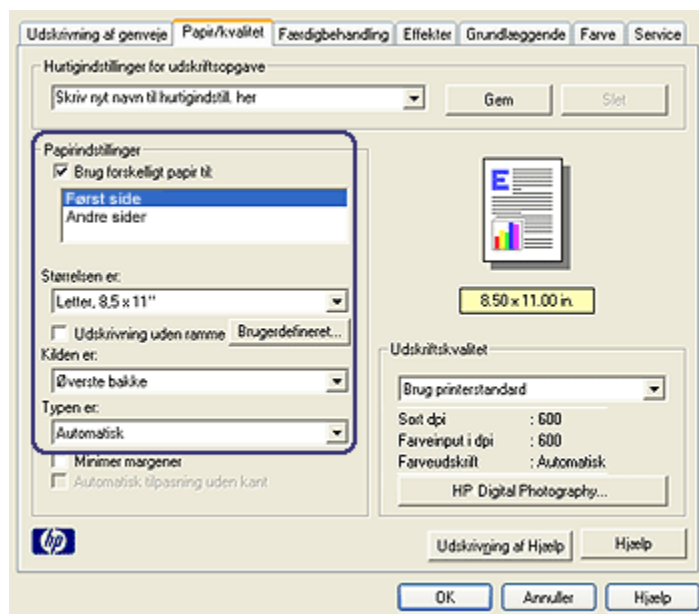 Udskrivning af genveje Papir/kvalitet Færdigbehandling Effekter Grundlæggende Farve Service
Hurtigindstillinger for udskriftsopgave
Skriv nyt navn til hurtigindstill. her
Gem
Slet
Papirindstillinger
Brug forskelligt papir til:
Først side
Andre sider
Størrelsen er:
Letter, 8,5 x 11"
Udskrivning uden ramme
Brugerdefineret...
Kilden er:
Øverste bakke
Typen er:
Automatisk
Minimer margener
Automatisk tilpasning uden kant
E
8.50 x 11.00 in.
Udskriftskvalitet
Brug printerstandard
Sort dpi : 600
Farveinput i dpi : 600
Farveudskrift : Automatisk
HP Digital Photography...
hp
Udskrivning af Hjælp
Hjælp
OK
Annuller
Hjælp